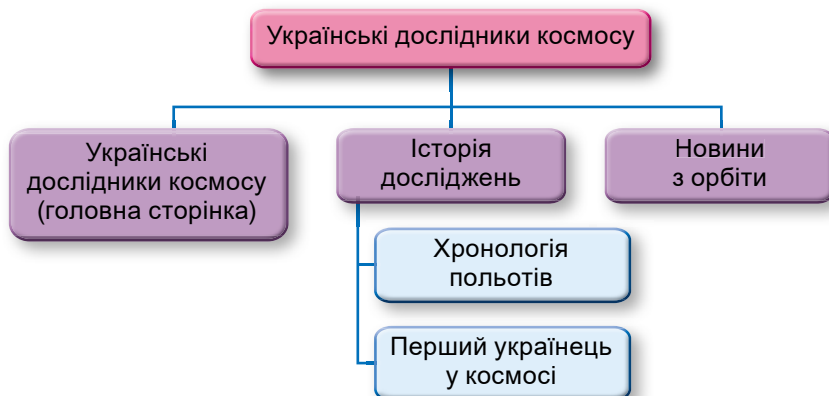 Українські дослідники космосу
Українські
дослідники космосу
(головна сторінка)
Історія
досліджень
Новини
з орбіти
Хронологія
польотів
Перший українець
у космосі